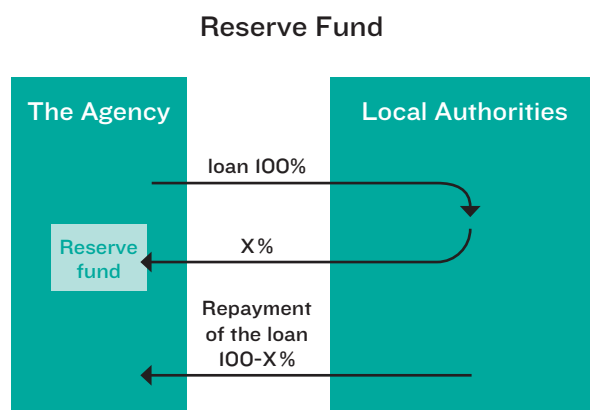 Reserve Fund
The Agency
Local Authorities
loan 100%
Reserve
fund
X%
Repayment
of the loan
100-X%